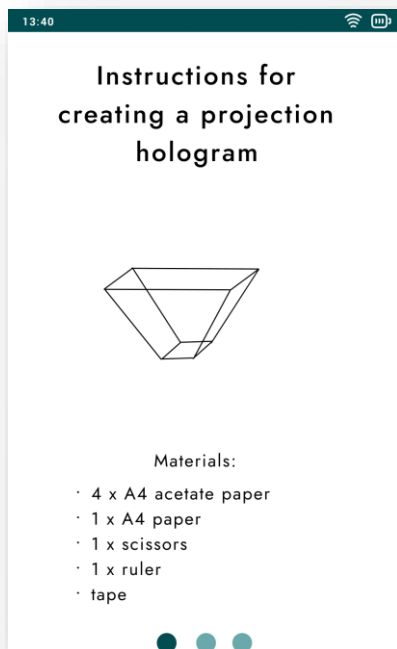 13:40
Instructions for
creating a projection
hologram
Materials:
· 4 x A4 acetate paper
· 1 x A4 paper
· 1 x scissors
· 1 x ruler
· tape